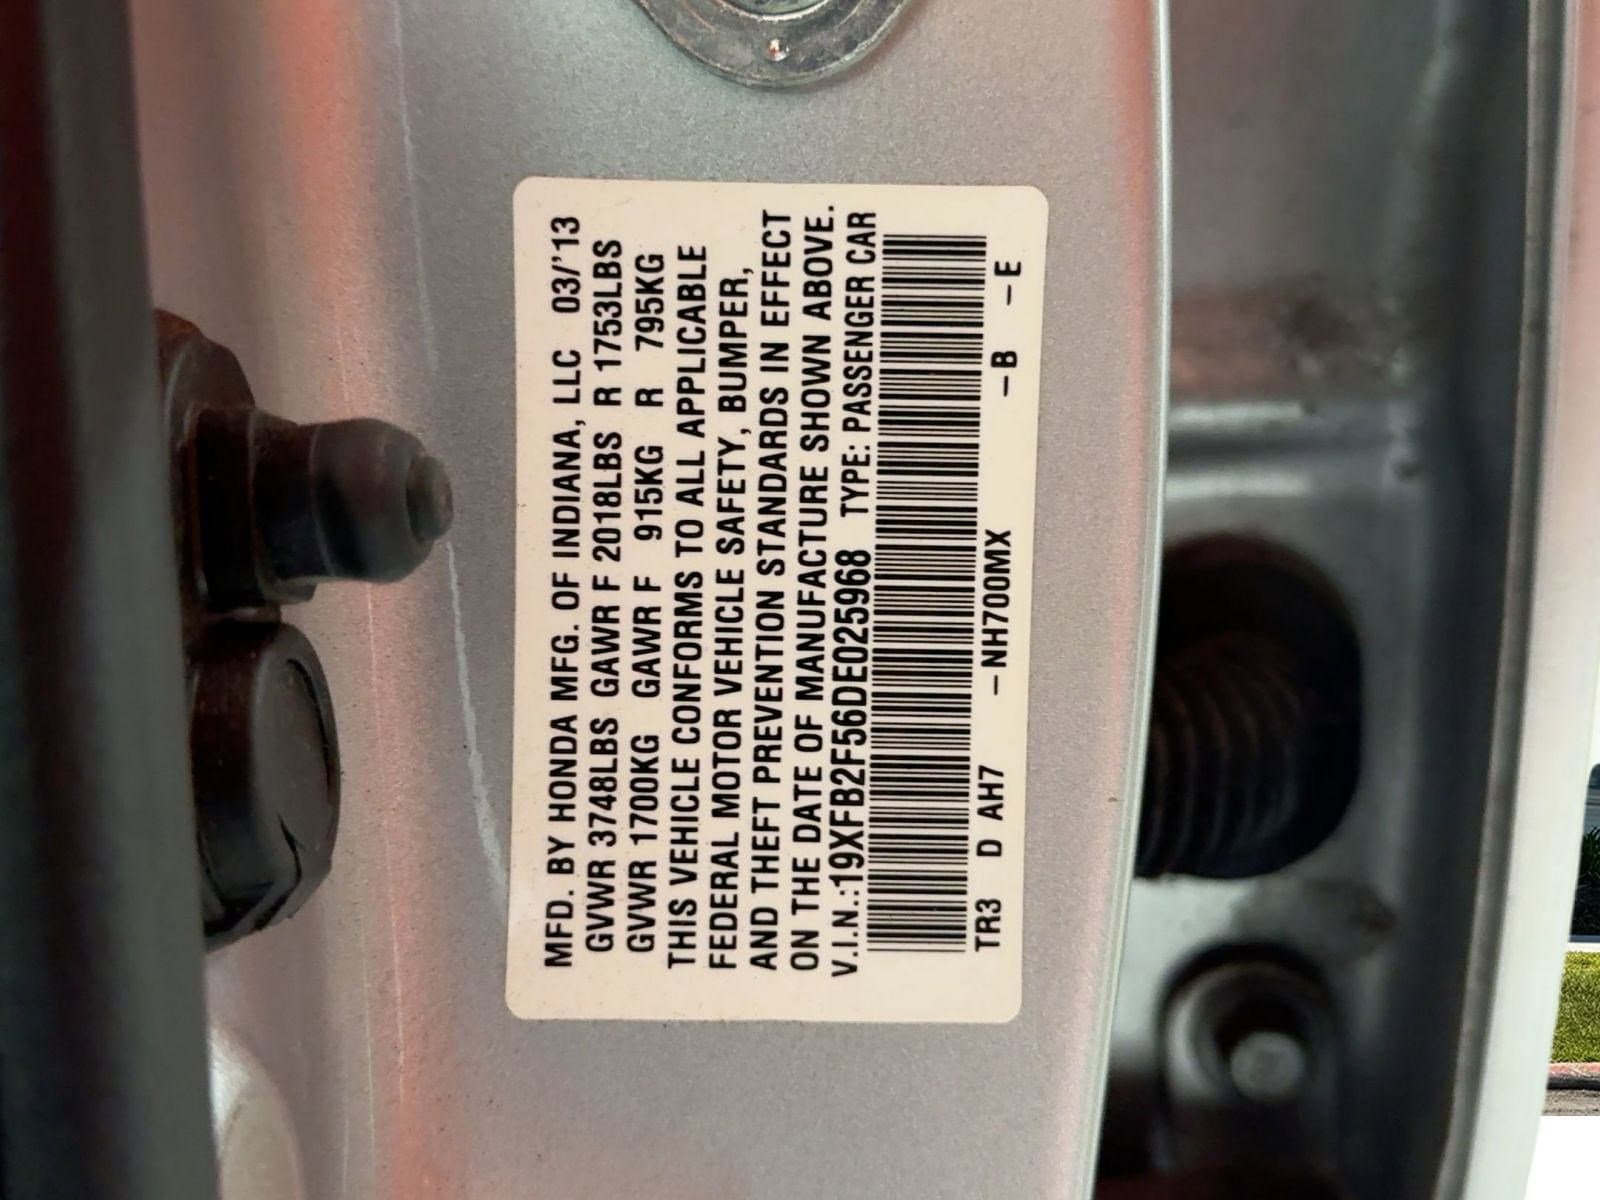 MFD. BY HONDA MFG. OF INDIANA, LLC 03/'13
GVWR 3748LBS GAWR F 2018LBS R 1753LBS
GVWR 1700KG GAWR F 915KG R 795KG
THIS VEHICLE CONFORMS TO ALL APPLICABLE
FEDERAL MOTOR VEHICLE SAFETY, BUMPER,
AND THEFT PREVENTION STANDARDS IN EFFECT
ON THE DATE OF MANUFACTURE SHOWN ABOVE.
V.I.N.:19XFB2F56DE025968 TYPE: PASSENGER CAR
TR3 D AH7 -NH700MX -B -E